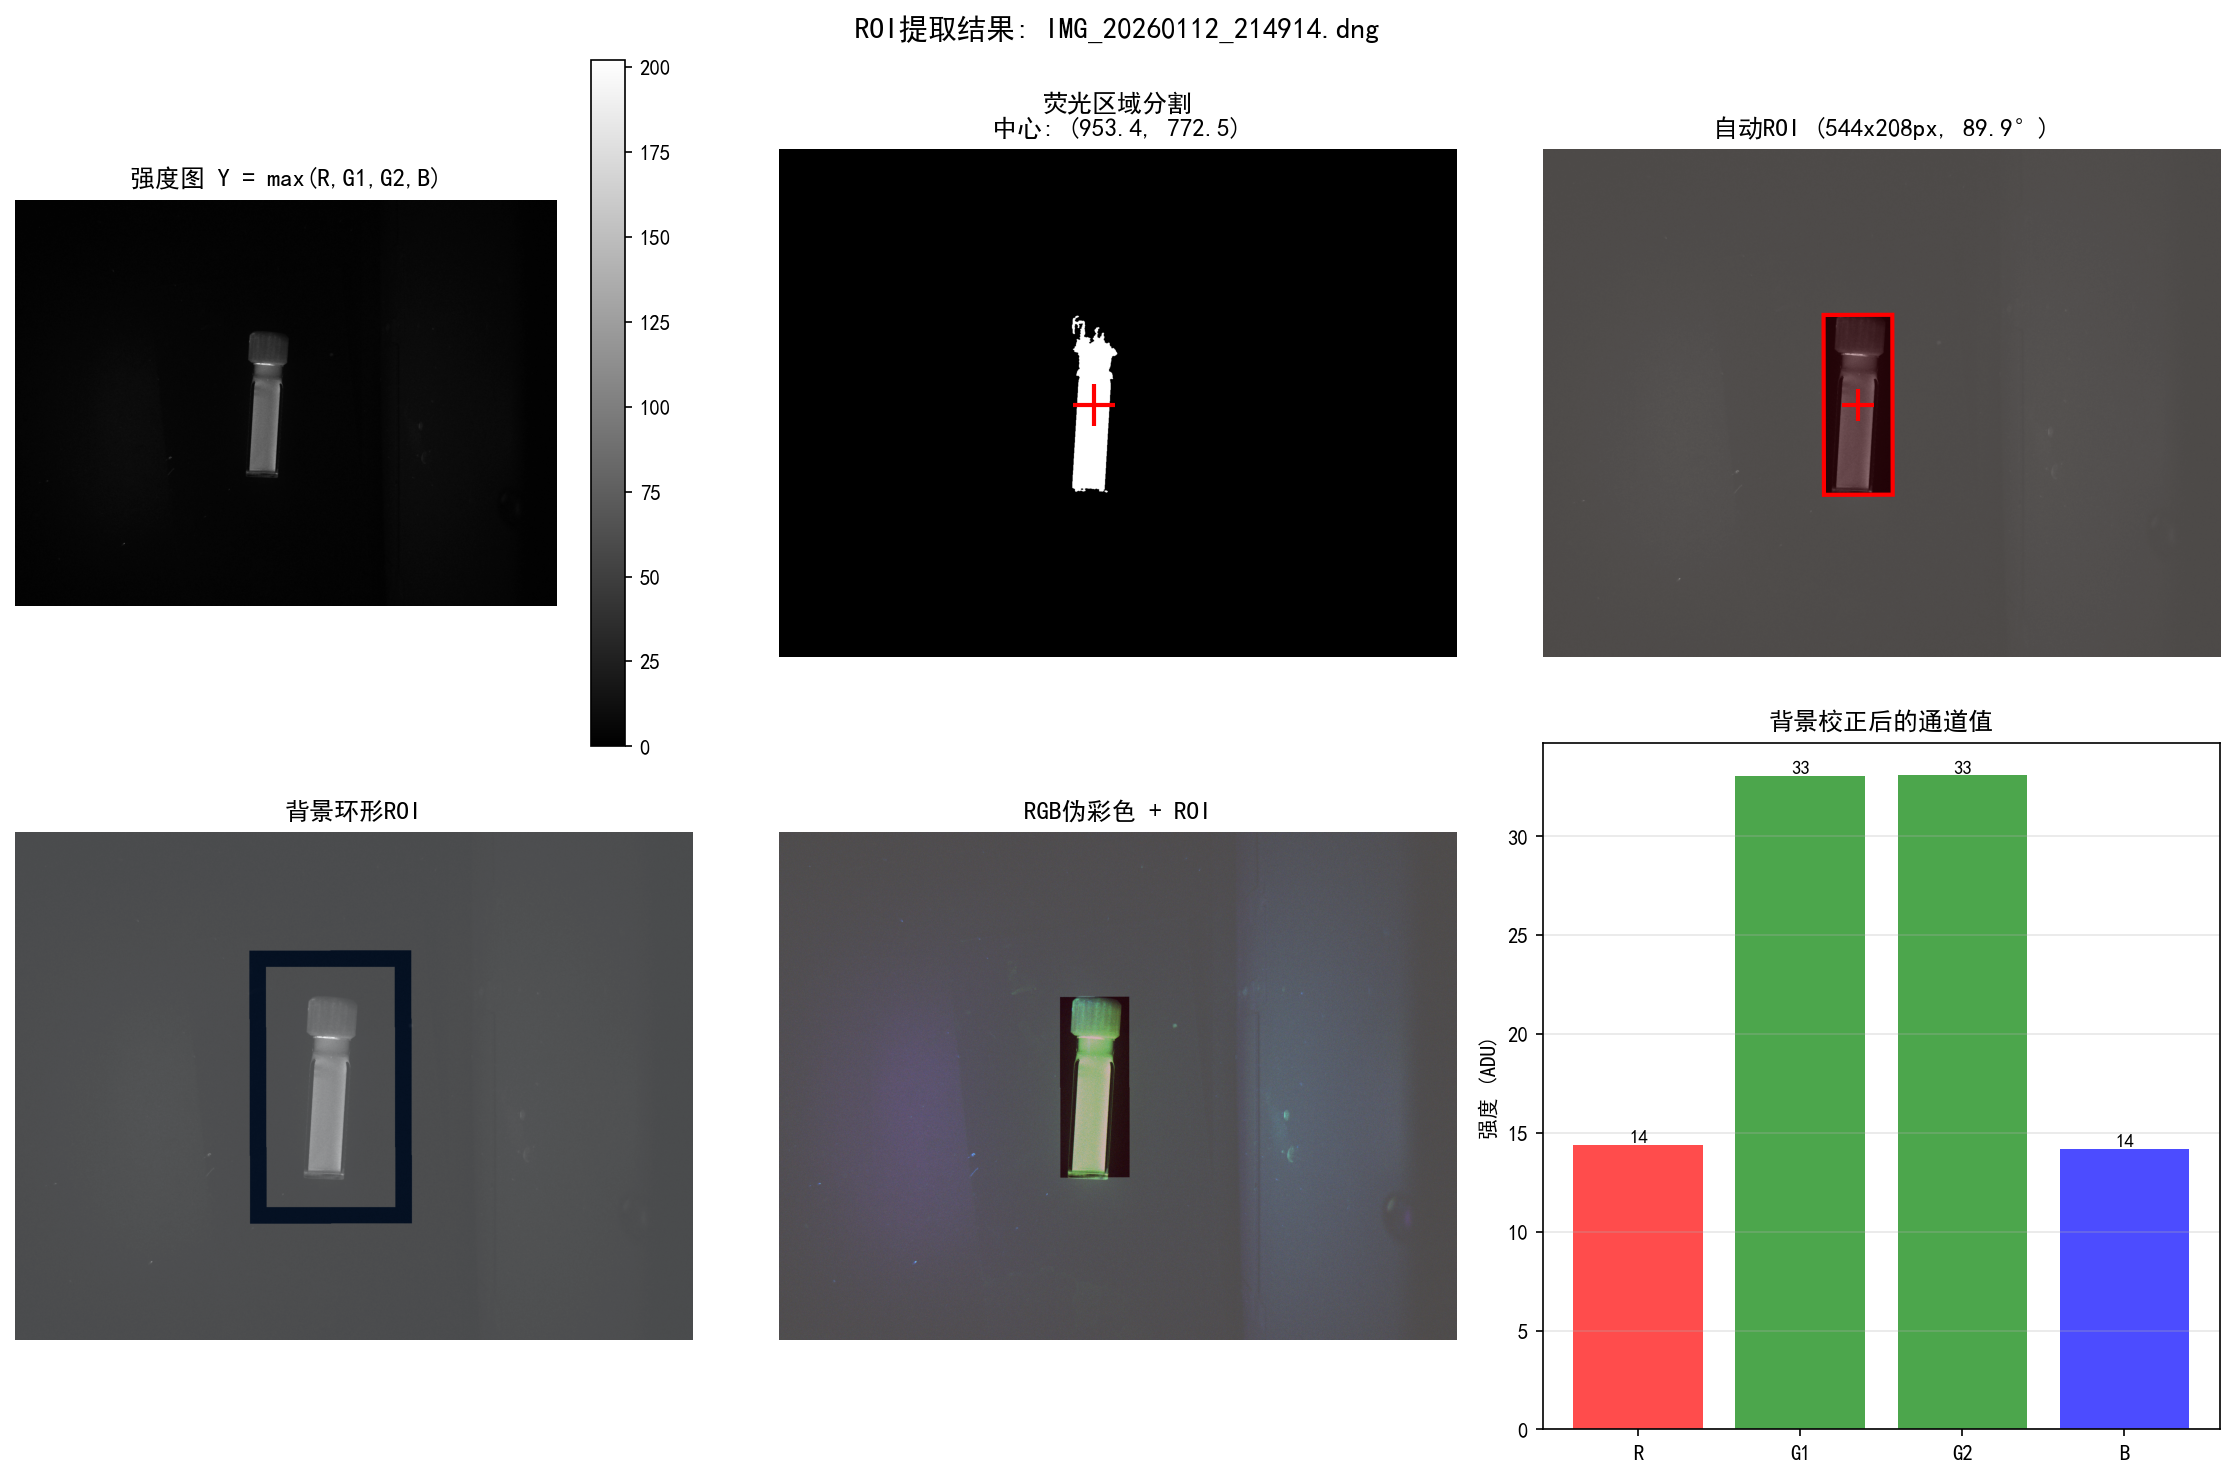 ROI提取结果: IMG_20260112_214914.dng
强度图 Y = max(R,G1,G2,B)
200
175
150
125
100
75
50
25
0
荧光区域分割
中心: (953.4, 772.5)
自动ROI (544x208px, 89.9°)
背景环形ROI
RGB伪彩色 + ROI
背景校正后的通道值
强度 (ADU)
30
25
20
15
10
5
0
14
33
33
14
R
G1
G2
B